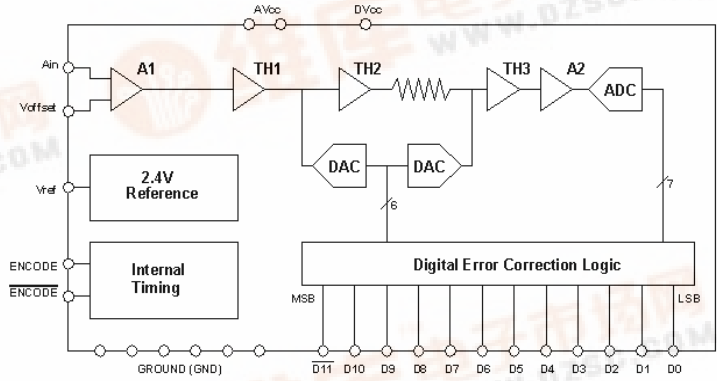 AVcc DVcc
Ain A1 TH1 TH2 TH3 A2 ADC
Voffset
DAC DAC
2.4V
Reference
Vref
6 7
ENCODE
Internal
Timing
ENCODE
Digital Error Correction Logic
MSB LSB
GROUND (GND) D11 D10 D9 D8 D7 D6 D5 D4 D3 D2 D1 D0